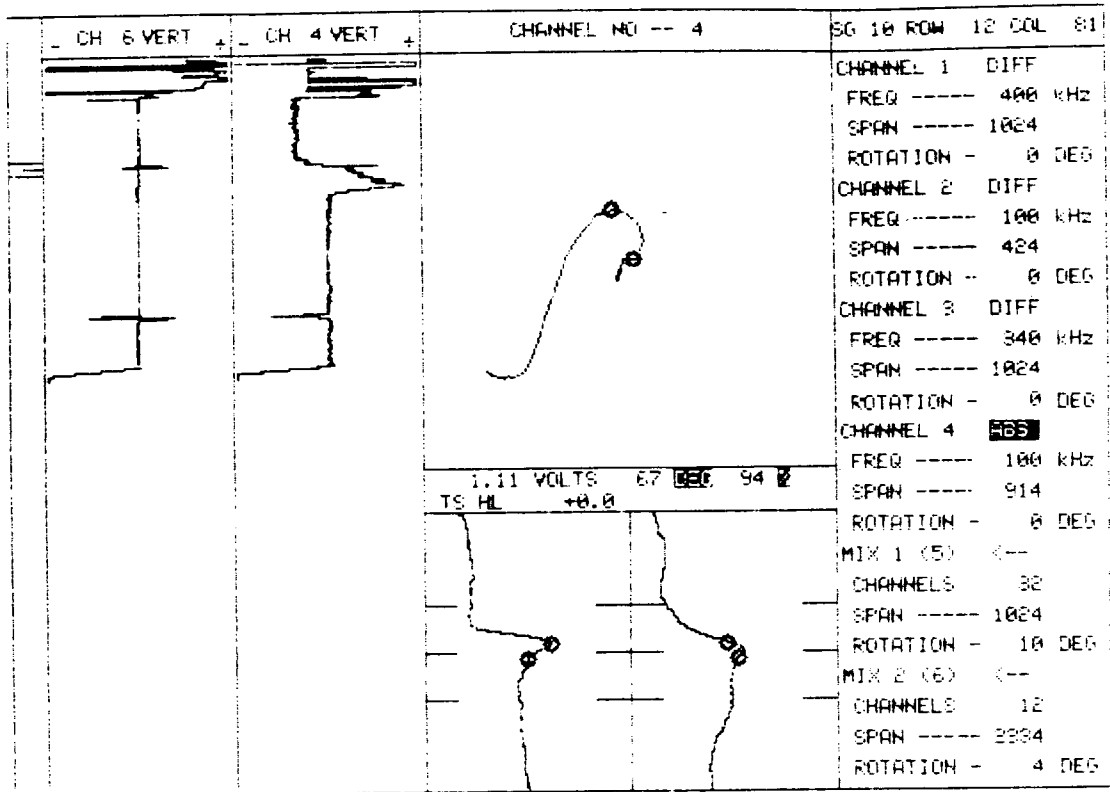 - CH 6 VERT +
- CH 4 VERT +
CHANNEL NO -- 4
SG 10 ROW 12 COL 81
CHANNEL 1 DIFF
FREQ ----- 400 kHz
SPAN ----- 1024
ROTATION - 0 DEG
CHANNEL 2 DIFF
FREQ ----- 100 kHz
SPAN ----- 424
ROTATION - 0 DEG
CHANNEL 3 DIFF
FREQ ----- 340 kHz
SPAN ----- 1024
ROTATION - 0 DEG
CHANNEL 4 ABS
FREQ ----- 100 kHz
SPAN ----- 914
ROTATION - 0 DEG
MIX 1 (5) <--
CHANNELS 32
SPAN ----- 1024
ROTATION - 10 DEG
MIX 2 (6) <--
CHANNELS 12
SPAN -----
ROTATION - 4 DEG
1.11 VOLTS 67 DEG 94
TS HL +0.0